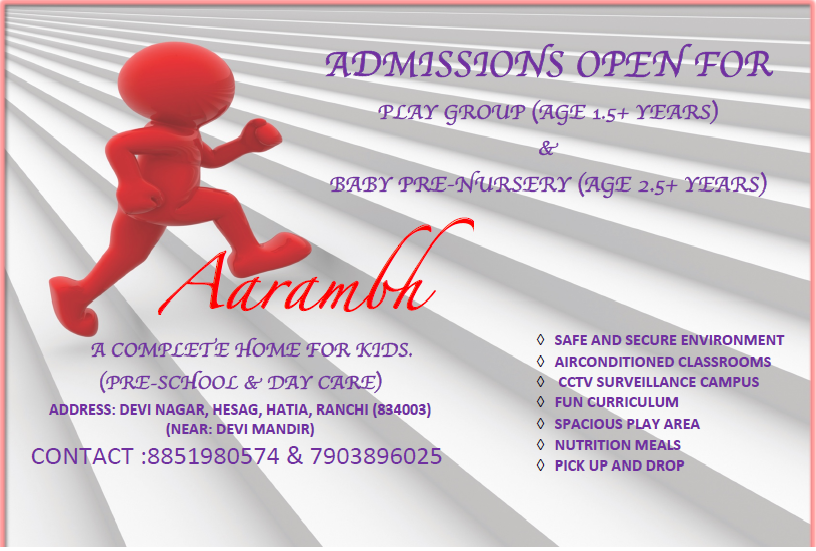 ADMISSIONS OPEN FOR
PLAY GROUP (AGE 1.5+ YEARS)
&
BABY PRE-NURSERY (AGE 2.5+ YEARS)
Aarambh
A COMPLETE HOME FOR KIDS.
(PRE-SCHOOL & DAY CARE)
ADDRESS: DEVI NAGAR, HESAG, HATIA, RANCHI (834003)
(NEAR: DEVI MANDIR)
CONTACT :8851980574 & 7903896025
◊ SAFE AND SECURE ENVIRONMENT
◊ AIRCONDITIONED CLASSROOMS
◊ CCTV SURVEILLANCE CAMPUS
◊ FUN CURRICULUM
◊ SPACIOUS PLAY AREA
◊ NUTRITION MEALS
◊ PICK UP AND DROP